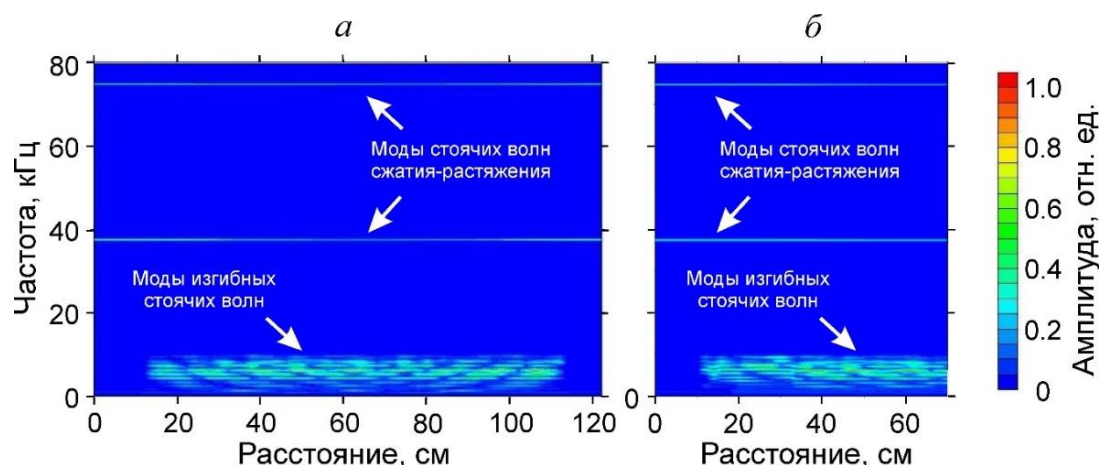 а
б
Частота, кГц
80
60
40
20
0
Моды стоячих волн
сжатия-растяжения
Моды изгибных
стоячих волн
0 20 40 60 80 100 120
Расстояние, см
Моды стоячих волн
сжатия-растяжения
Моды изгибных
стоячих волн
0 20 40 60
Расстояние, см
1.0
0.8
0.6
0.4
0.2
0
Амплитуда, отн. ед.